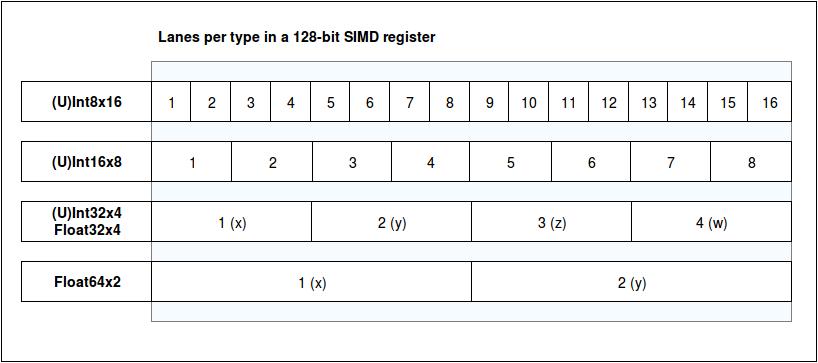 Lanes per type in a 128-bit SIMD register
(U)Int8x16 1 2 3 4 5 6 7 8 9 10 11 12 13 14 15 16
(U)Int16x8 1 2 3 4 5 6 7 8
(U)Int32x4
Float32x4 1 (x) 2 (y) 3 (z) 4 (w)
Float64x2 1 (x) 2 (y)